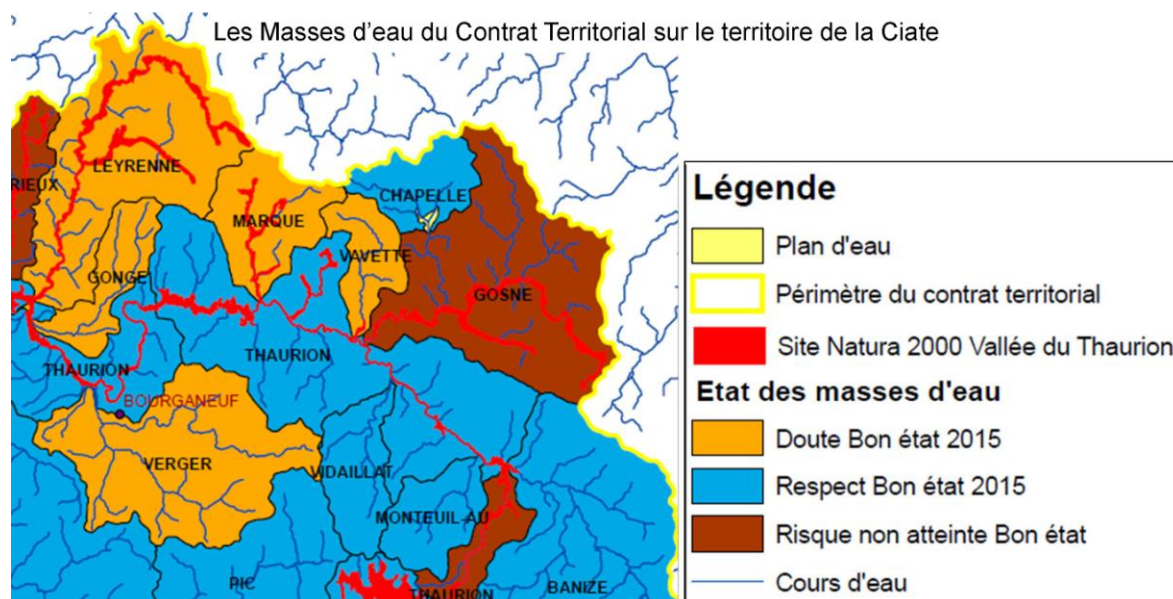 Les Masses d'eau du Contrat Territorial sur le territoire de la Ciate
LEYRENNE
RIEUX
CHAPELLE
MARQUE
VAVETTE
GONGE
GOSNE
THAURION
THAURION
BOURGANEUF
VERGER
VIDAILLAT
MONTEUIL-AU
PIC
BANIZE
THAURION
Légende
Plan d'eau
Périmètre du contrat territorial
Site Natura 2000 Vallée du Thaurion
Etat des masses d'eau
Doute Bon état 2015
Respect Bon état 2015
Risque non atteinte Bon état
Cours d'eau